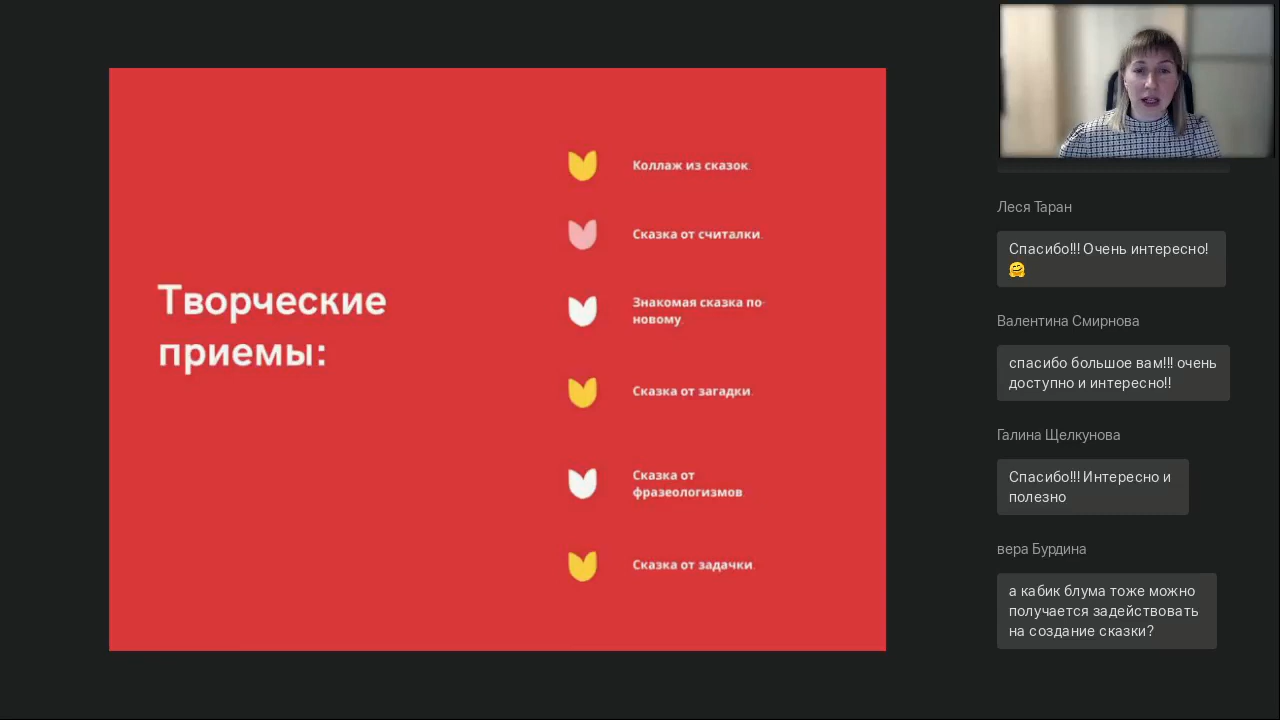 Творческие
приемы:
Коллаж из сказок.
Сказка от считалки.
Знакомая сказка по-
новому.
Сказка от загадки.
Сказка от
фразеологизмов
Сказка от задачки.
Леся Таран
Спасибо!!! Очень интересно!
🤗
Валентина Смирнова
спасибо большое вам!!! очень
доступно и интересно!!
Галина Щелкунова
Спасибо!!! Интересно и
полезно
вера Бурдина
а кабик блума тоже можно
получается задействовать
на создание сказки?